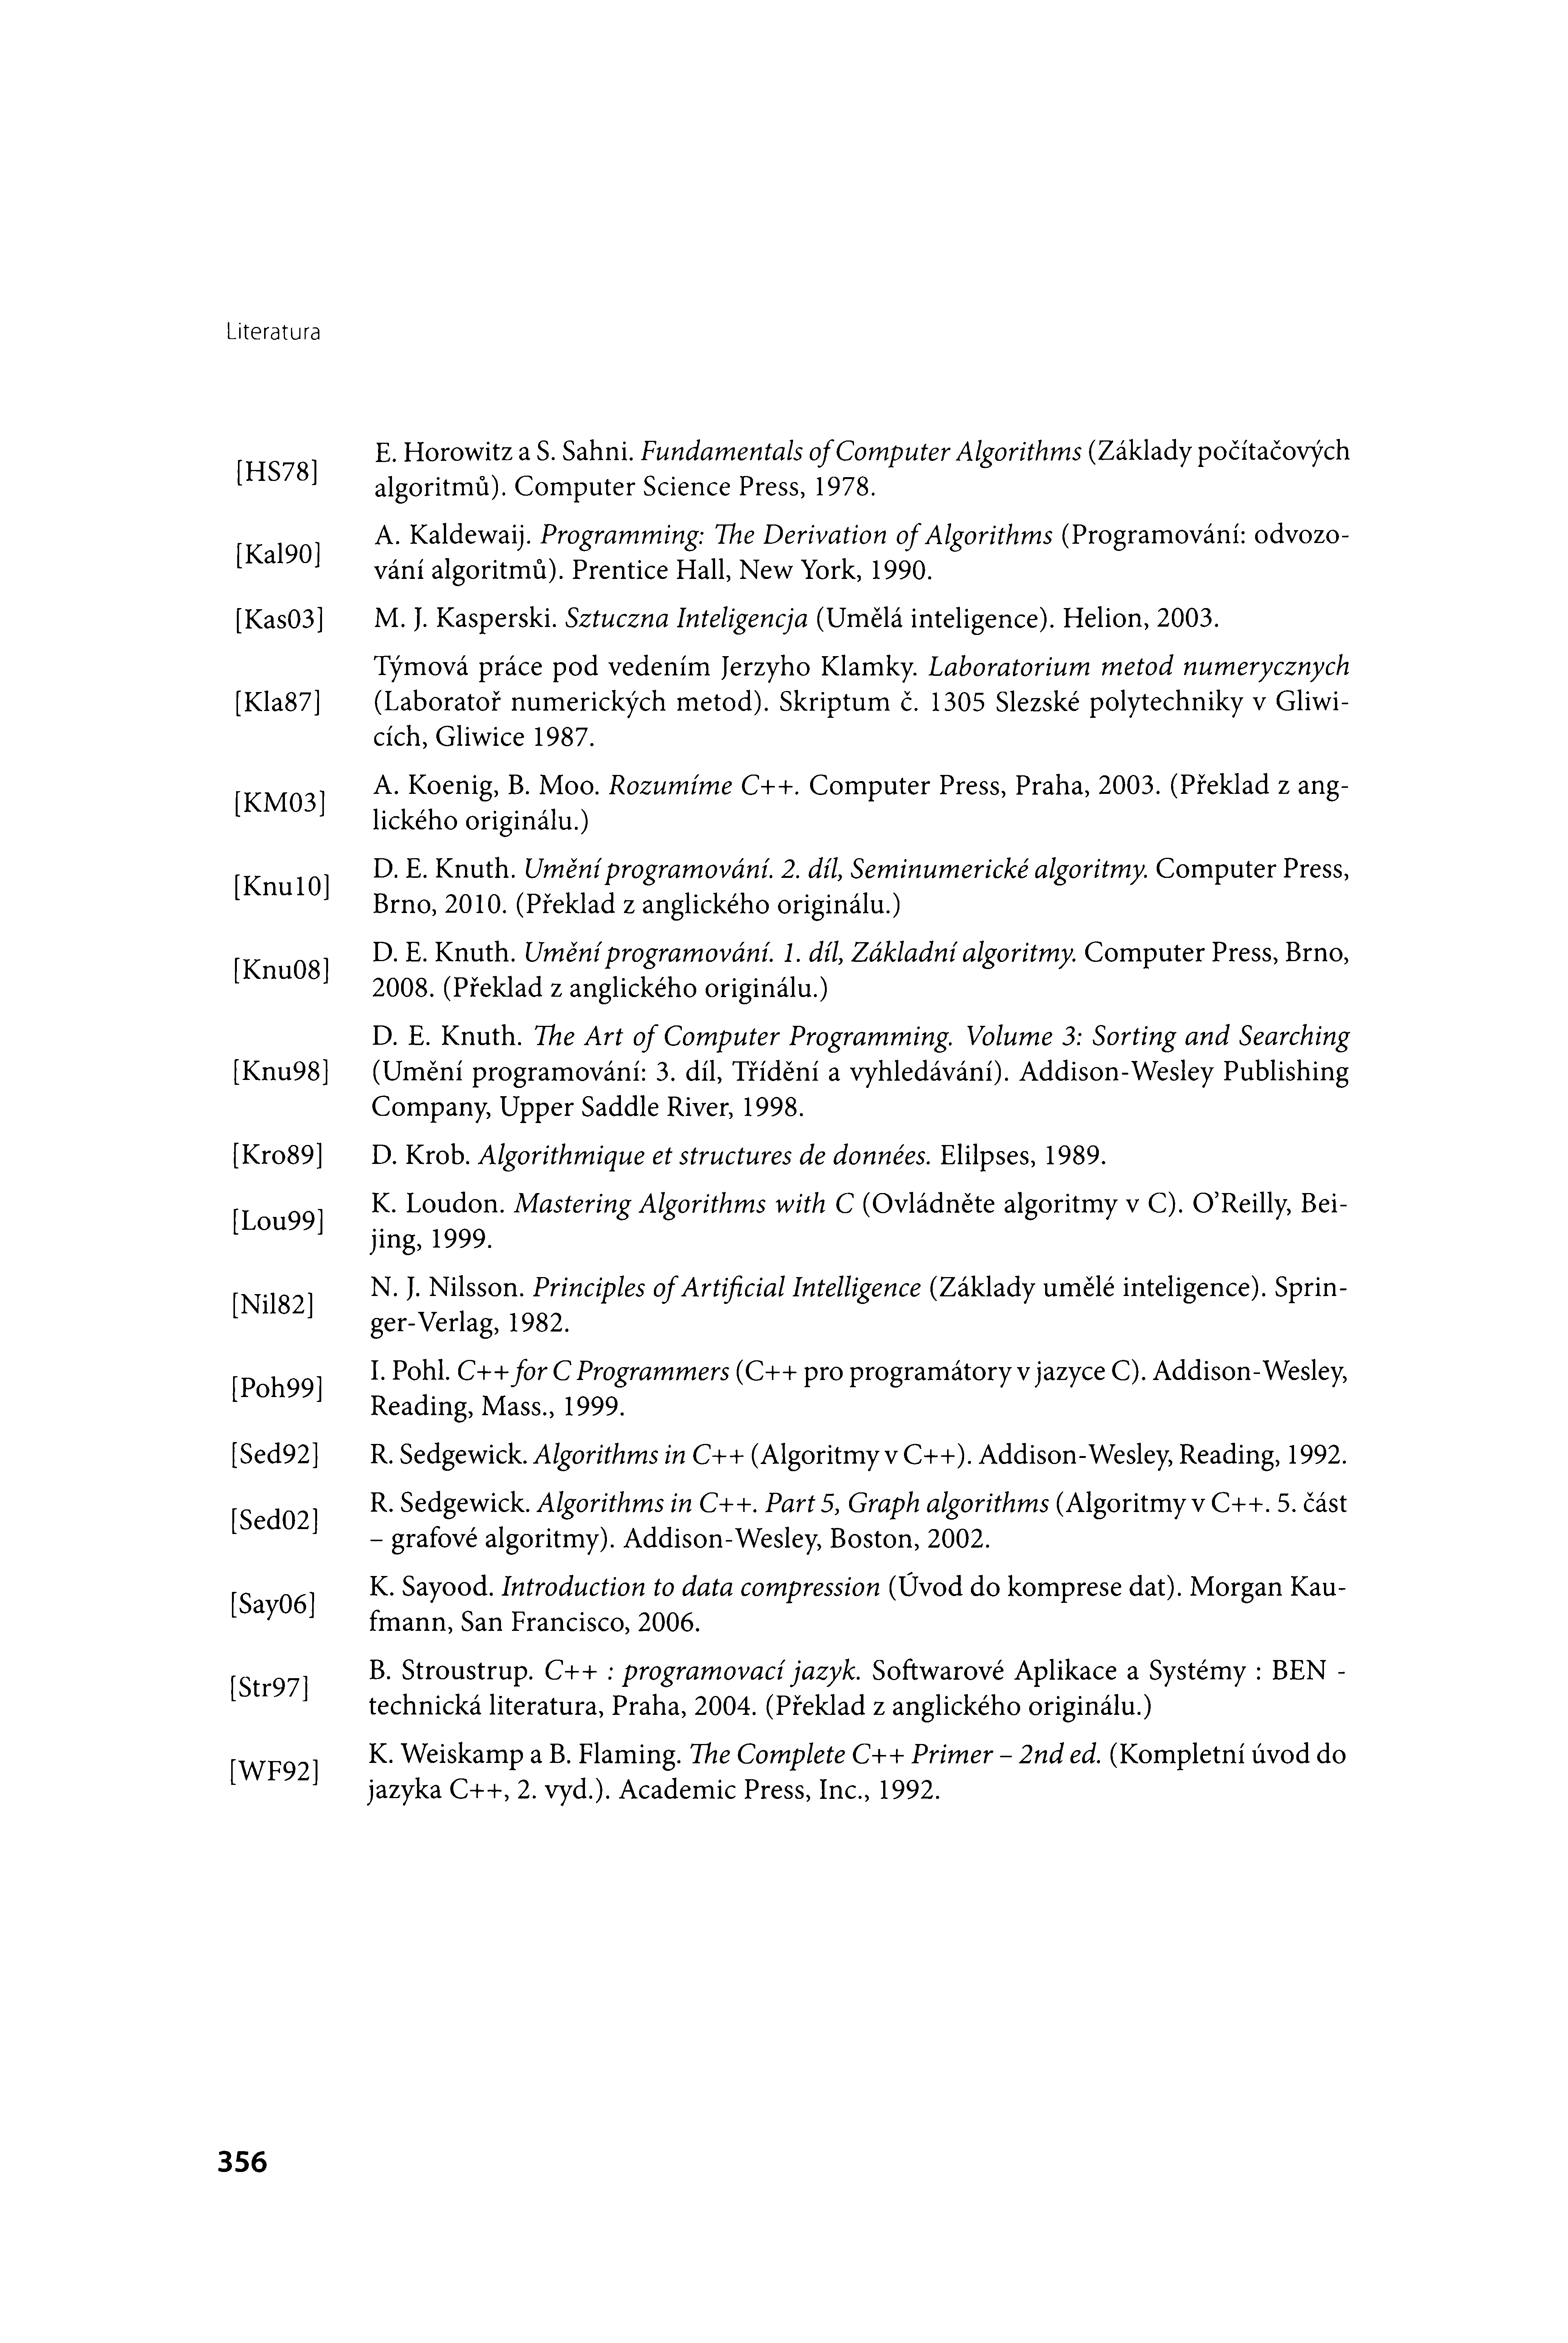 Literatura
[HS78] E. Horowitz a S. Sahni. Fundamentals of Computer Algorithms (Základy počítačových
algoritmů). Computer Science Press, 1978.
[Kal90] A. Kaldewaij. Programming: The Derivation of Algorithms (Programování: odvozo-
vání algoritmů). Prentice Hall, New York, 1990.
[Kas03] M. J. Kasperski. Sztuczna Inteligencja (Umělá inteligence). Helion, 2003.
[Kla87] Týmová práce pod vedením Jerzyho Klamky. Laboratorium metod numerycznych
(Laboratoř numerických metod). Skriptum č. 1305 Slezské polytechniky v Gliwi-
cích, Gliwice 1987.
[KM03] A. Koenig, B. Moo. Rozumíme C++. Computer Press, Praha, 2003. (Překlad z ang-
lického originálu.)
[Knu10] D. E. Knuth. Umění programování. 2. díl, Seminumerické algoritmy. Computer Press,
Brno, 2010. (Překlad z anglického originálu.)
[Knu08] D. E. Knuth. Umění programování. 1. díl, Základní algoritmy. Computer Press, Brno,
2008. (Překlad z anglického originálu.)
[Knu98] D. E. Knuth. The Art of Computer Programming. Volume 3: Sorting and Searching
(Umění programování: 3. díl, Třídění a vyhledávání). Addison-Wesley Publishing
Company, Upper Saddle River, 1998.
[Kro89] D. Krob. Algorithmique et structures de données. Elilpses, 1989.
[Lou99] K. Loudon. Mastering Algorithms with C (Ovládněte algoritmy v C). O’Reilly, Bei-
jing, 1999.
[Nil82] N. J. Nilsson. Principles of Artificial Intelligence (Základy umělé inteligence). Sprin-
ger-Verlag, 1982.
[Poh99] I. Pohl. C++ for C Programmers (C++ pro programátory v jazyce C). Addison-Wesley,
Reading, Mass., 1999.
[Sed92] R. Sedgewick. Algorithms in C++ (Algoritmy v C++). Addison-Wesley, Reading, 1992.
[Sed02] R. Sedgewick. Algorithms in C++. Part 5, Graph algorithms (Algoritmy v C++. 5. část
– grafové algoritmy). Addison-Wesley, Boston, 2002.
[Say06] K. Sayood. Introduction to data compression (Úvod do komprese dat). Morgan Kau-
fmann, San Francisco, 2006.
[Str97] B. Stroustrup. C++ : programovací jazyk. Softwarové Aplikace a Systémy : BEN -
technická literatura, Praha, 2004. (Překlad z anglického originálu.)
[WF92] K. Weiskamp a B. Flaming. The Complete C++ Primer – 2nd ed. (Kompletní úvod do
jazyka C++, 2. vyd.). Academic Press, Inc., 1992.
356